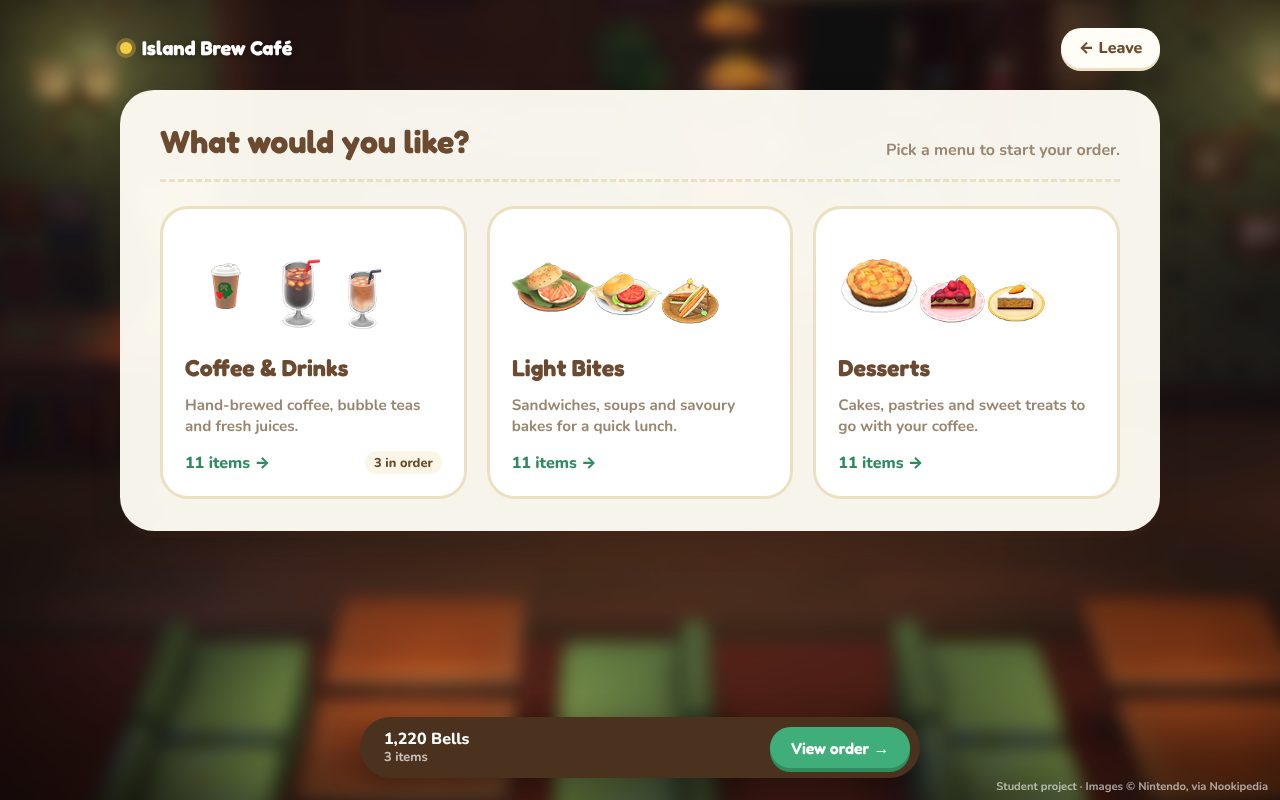 Island Brew Café
← Leave
What would you like?
Pick a menu to start your order.
Coffee & Drinks
Hand-brewed coffee, bubble teas
and fresh juices.
11 items →
3 in order
Light Bites
Sandwiches, soups and savoury
bakes for a quick lunch.
11 items →
Desserts
Cakes, pastries and sweet treats to
go with your coffee.
11 items →
1,220 Bells
3 items
View order →
Student project · Images © Nintendo, via Nookipedia